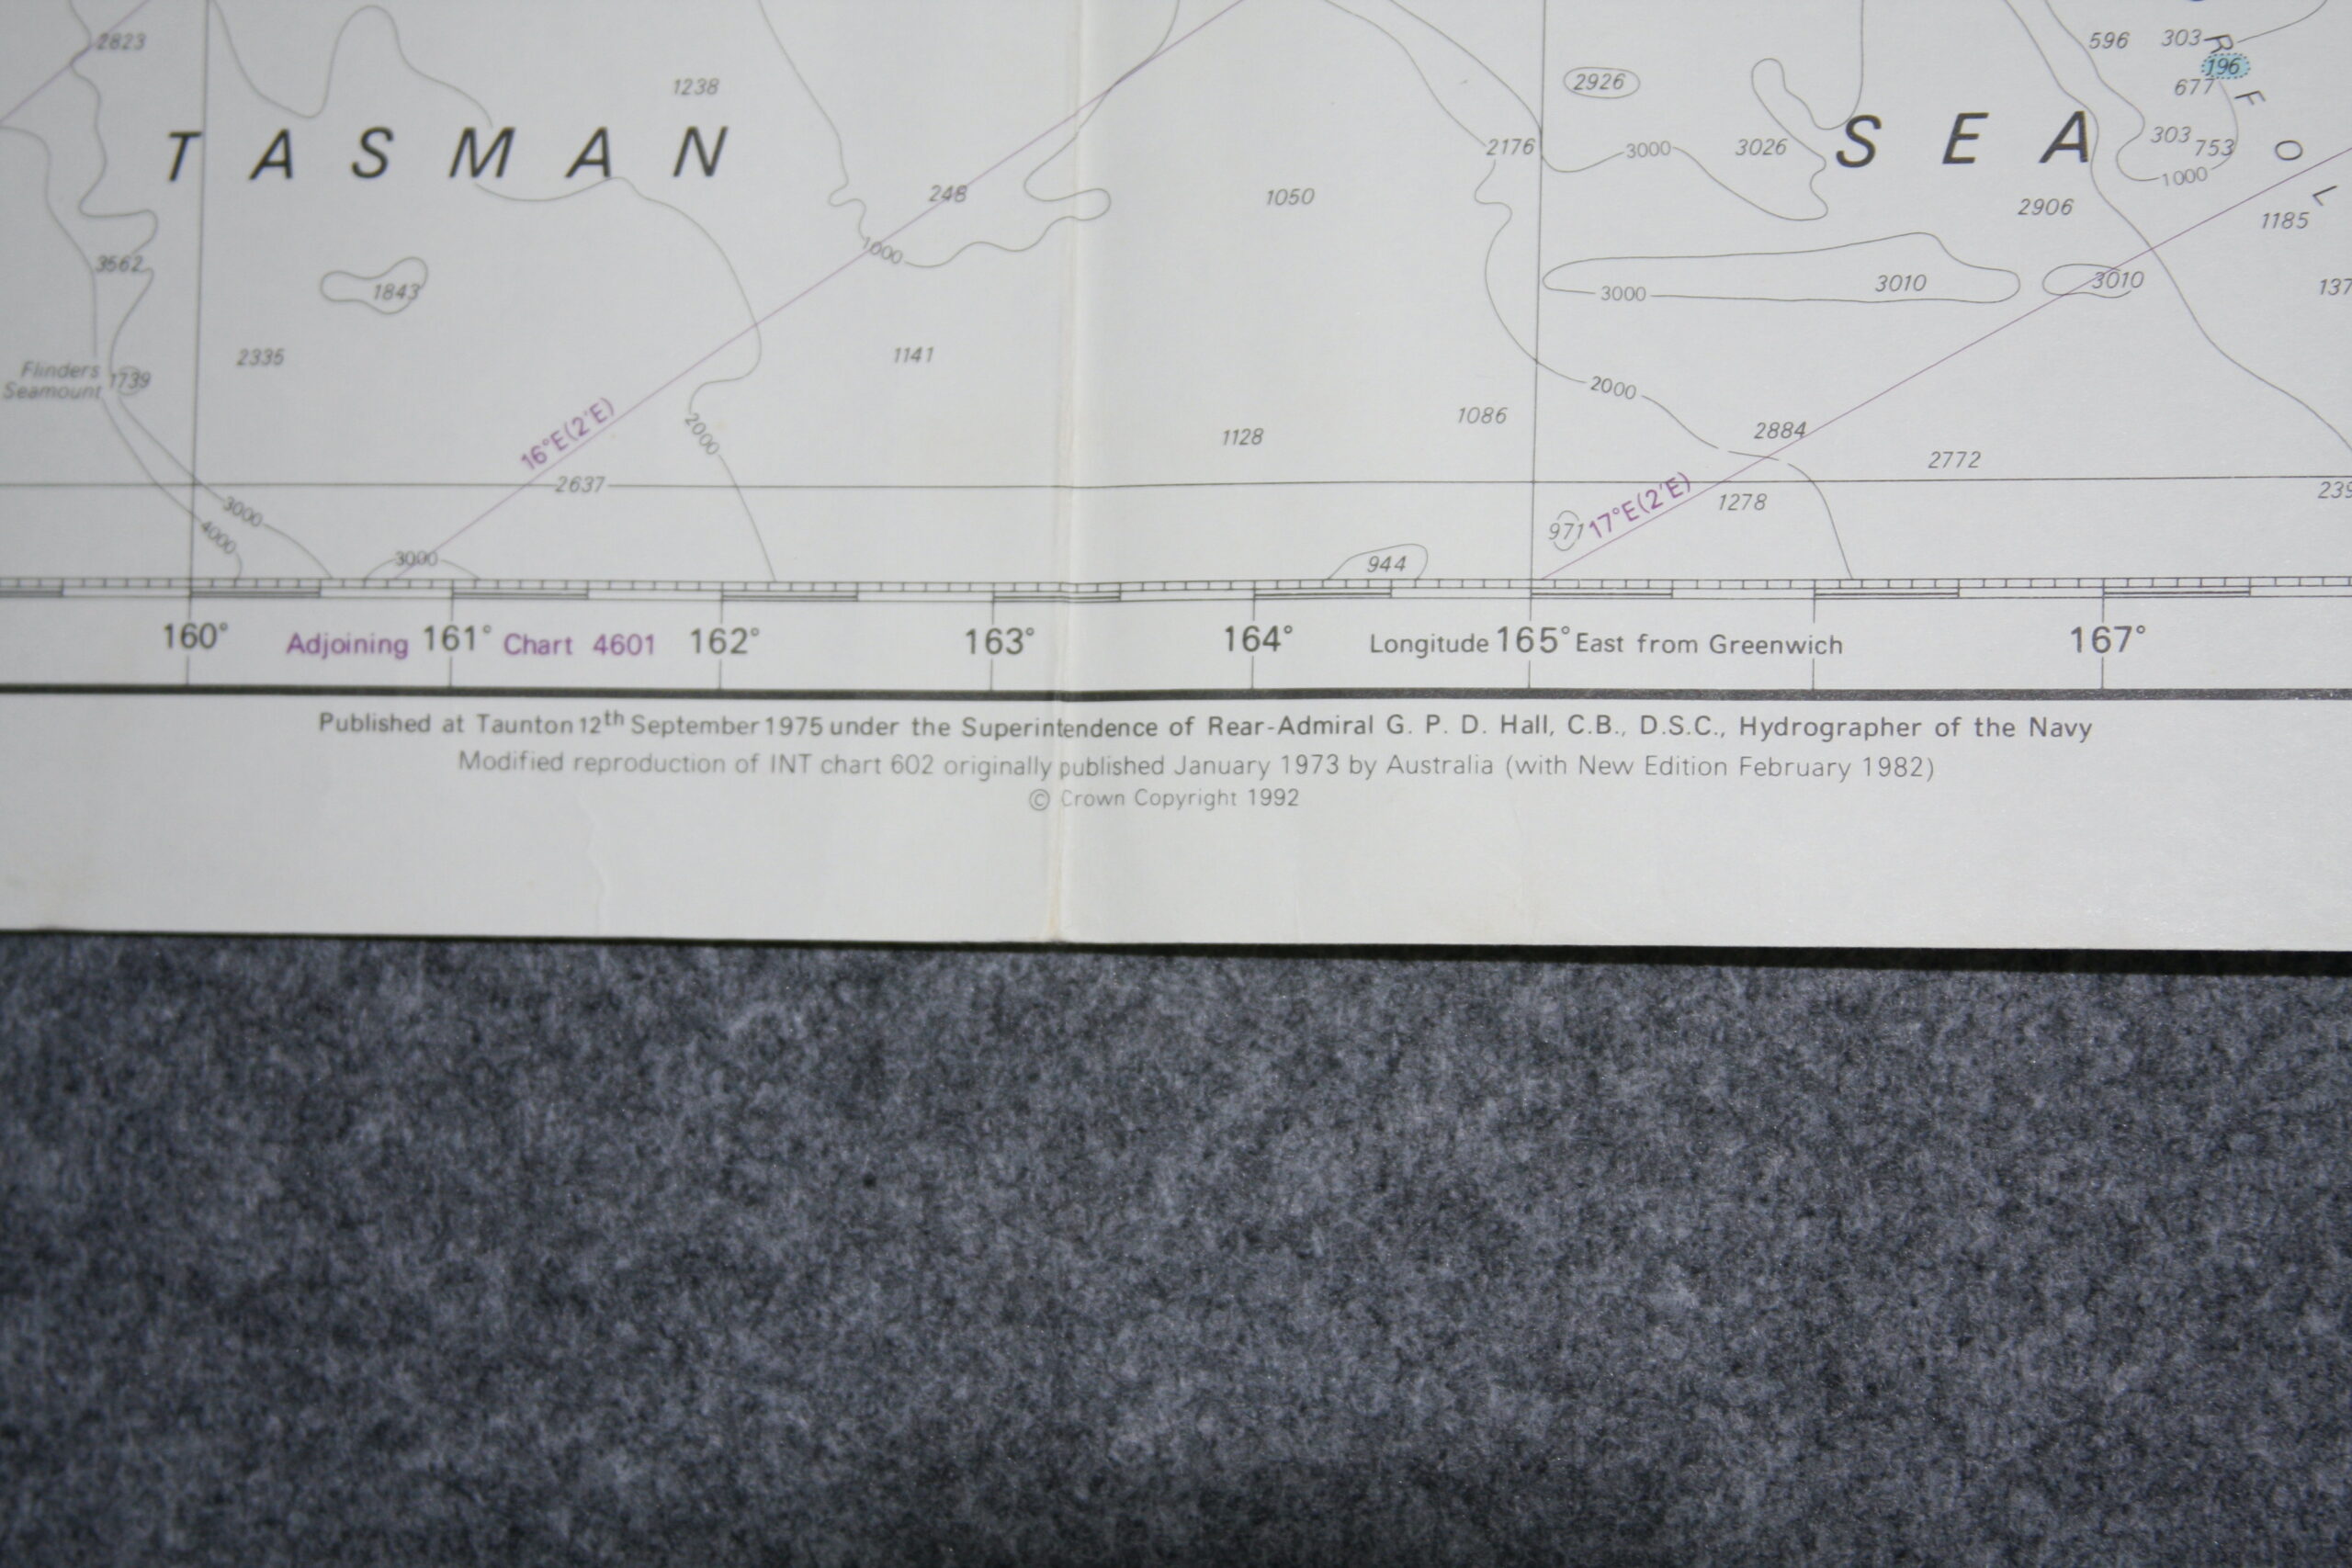 2823
1238
2926
596 303 R
196
677 F
TASMAN
2176
3000
3026
SEA
303 753
O
1000
248
1050
2906
L
1185
1000
3562
1843
3000
3010
3010
137
2335
1141
Flinders
Seamount
1739
2000
16°E(2'E)
2000
1128
1086
2884
2772
2637
17°E(2'E)
1278
239
3000
4000
971
3000
944
160° Adjoining 161° Chart 4601 162° 163° 164° Longitude 165° East from Greenwich 167°
Published at Taunton 12th September 1975 under the Superintendence of Rear-Admiral G. P. D. Hall, C.B., D.S.C., Hydrographer of the Navy
Modified reproduction of INT chart 602 originally published January 1973 by Australia (with New Edition February 1982)
© Crown Copyright 1992